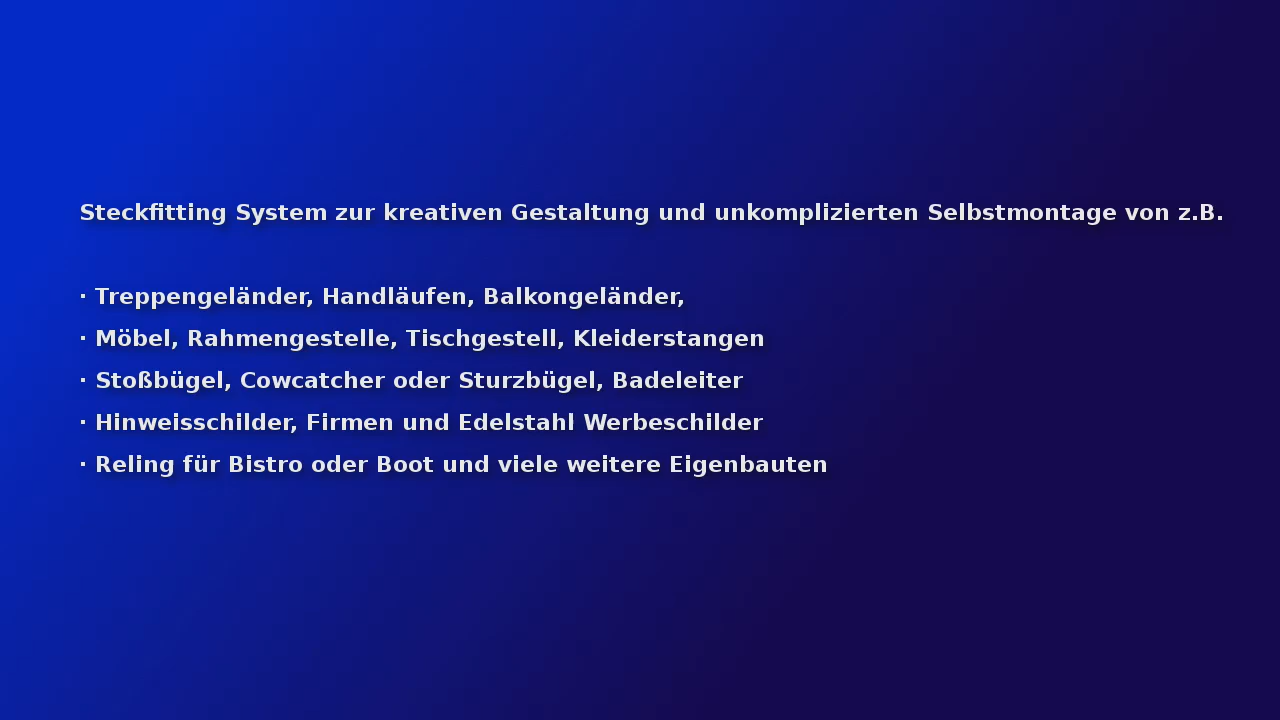 Steckfitting System zur kreativen Gestaltung und unkomplizierten Selbstmontage von z.B.
· Treppengeländer, Handläufen, Balkongeländer,
· Möbel, Rahmengestelle, Tischgestell, Kleiderstangen
· Stoßbügel, Cowcatcher oder Sturzbügel, Badeleiter
· Hinweisschilder, Firmen und Edelstahl Werbeschilder
· Reling für Bistro oder Boot und viele weitere Eigenbauten